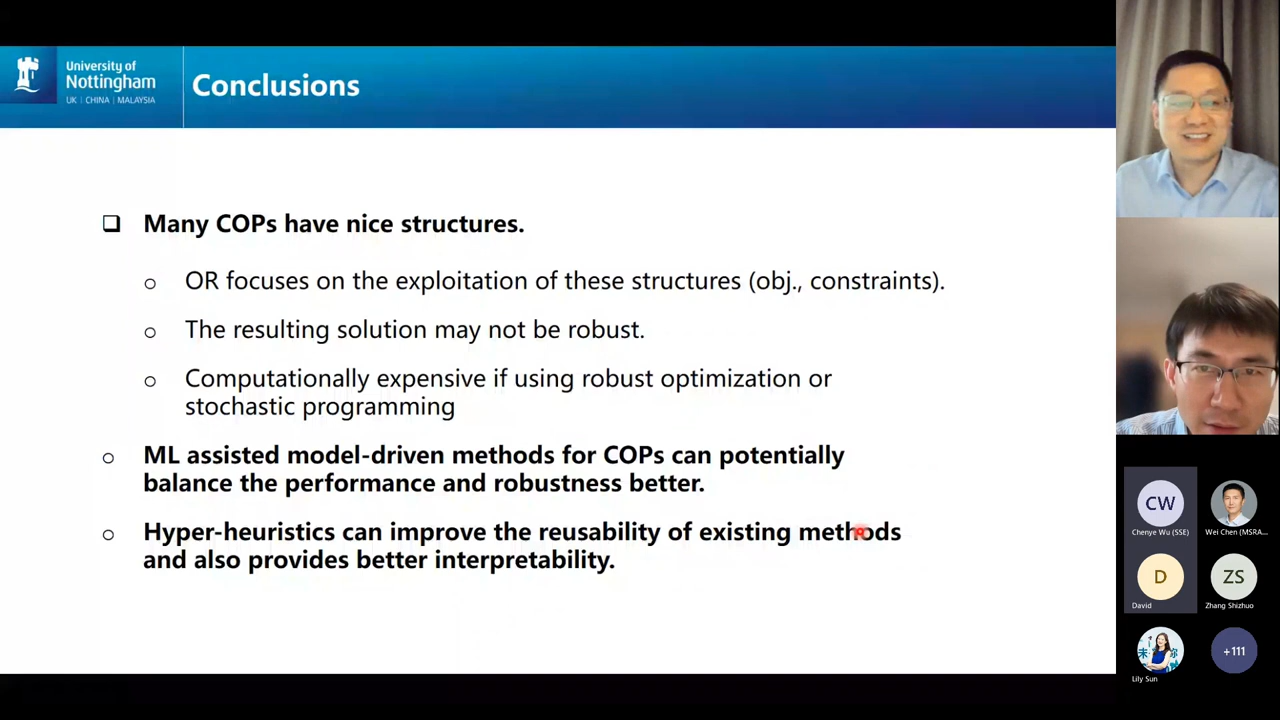 University of
Nottingham
UK | CHINA | MALAYSIA
Conclusions
❑ Many COPs have nice structures.
o OR focuses on the exploitation of these structures (obj., constraints).
o The resulting solution may not be robust.
o Computationally expensive if using robust optimization or
stochastic programming
o ML assisted model-driven methods for COPs can potentially
balance the performance and robustness better.
o Hyper-heuristics can improve the reusability of existing methods
and also provides better interpretability.
CW
Chenye Wu (SSE)
Wei Chen (MSRA...
D
David
ZS
Zhang Shizhuo
Lily Sun
+111